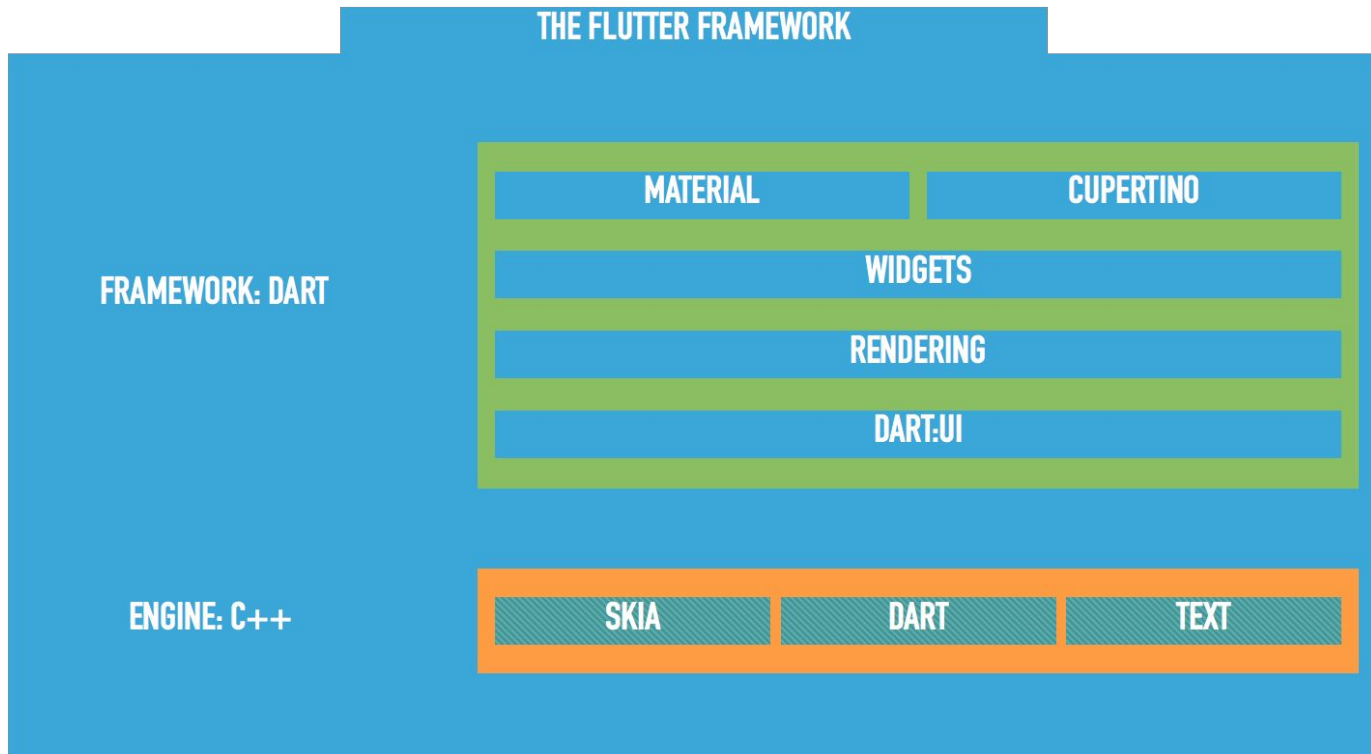 THE FLUTTER FRAMEWORK
MATERIAL
CUPERTINO
FRAMEWORK: DART
WIDGETS
RENDERING
DART:UI
ENGINE: C++
SKIA
DART
TEXT